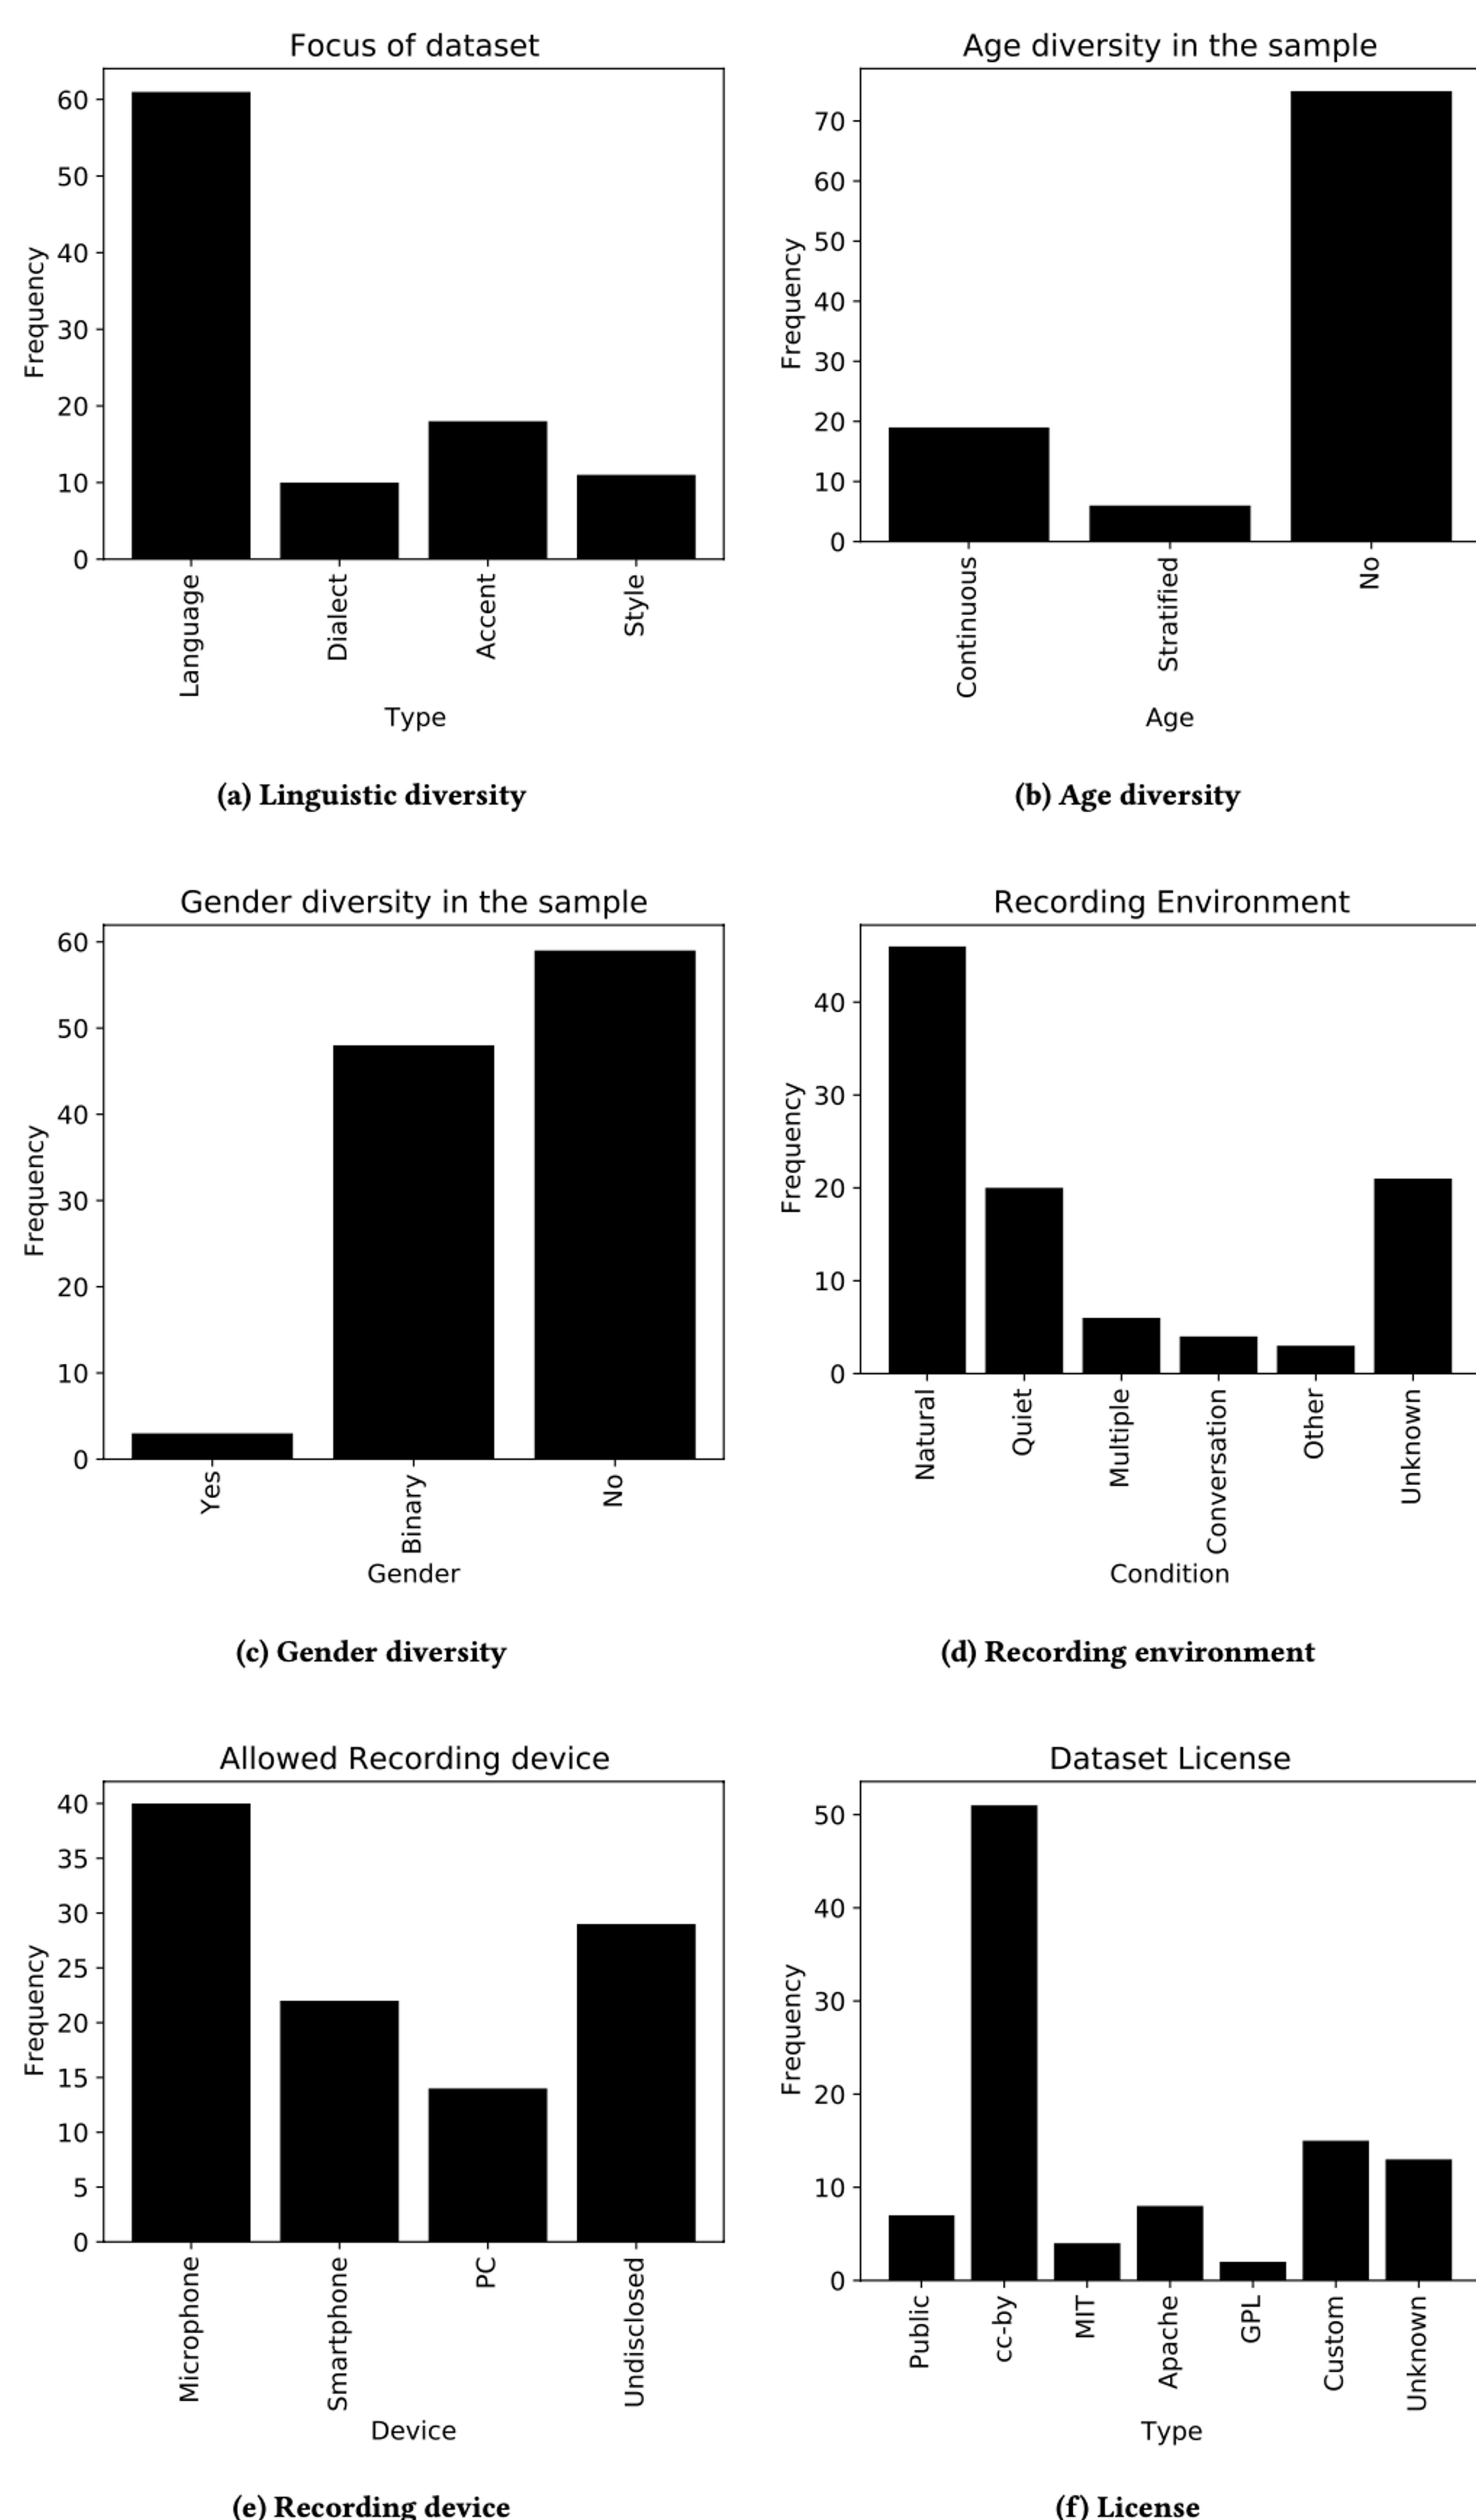 Focus of dataset
60
50
40
30
20
10
0
Frequency
Language
Dialect
Accent
Style
Type
(a) Linguistic diversity
Age diversity in the sample
70
60
50
40
30
20
10
0
Frequency
Continuous
Stratified
No
Age
(b) Age diversity
Gender diversity in the sample
60
50
40
30
20
10
0
Frequency
Yes
Binary
No
Gender
(c) Gender diversity
Recording Environment
40
30
20
10
0
Frequency
Natural
Quiet
Multiple
Conversation
Other
Unknown
Condition
(d) Recording environment
Allowed Recording device
40
35
30
25
20
15
10
5
0
Frequency
Microphone
Smartphone
PC
Undisclosed
Device
(e) Recording device
Dataset License
50
40
30
20
10
0
Frequency
Public
cc-by
MIT
Apache
GPL
Custom
Unknown
Type
(f) License